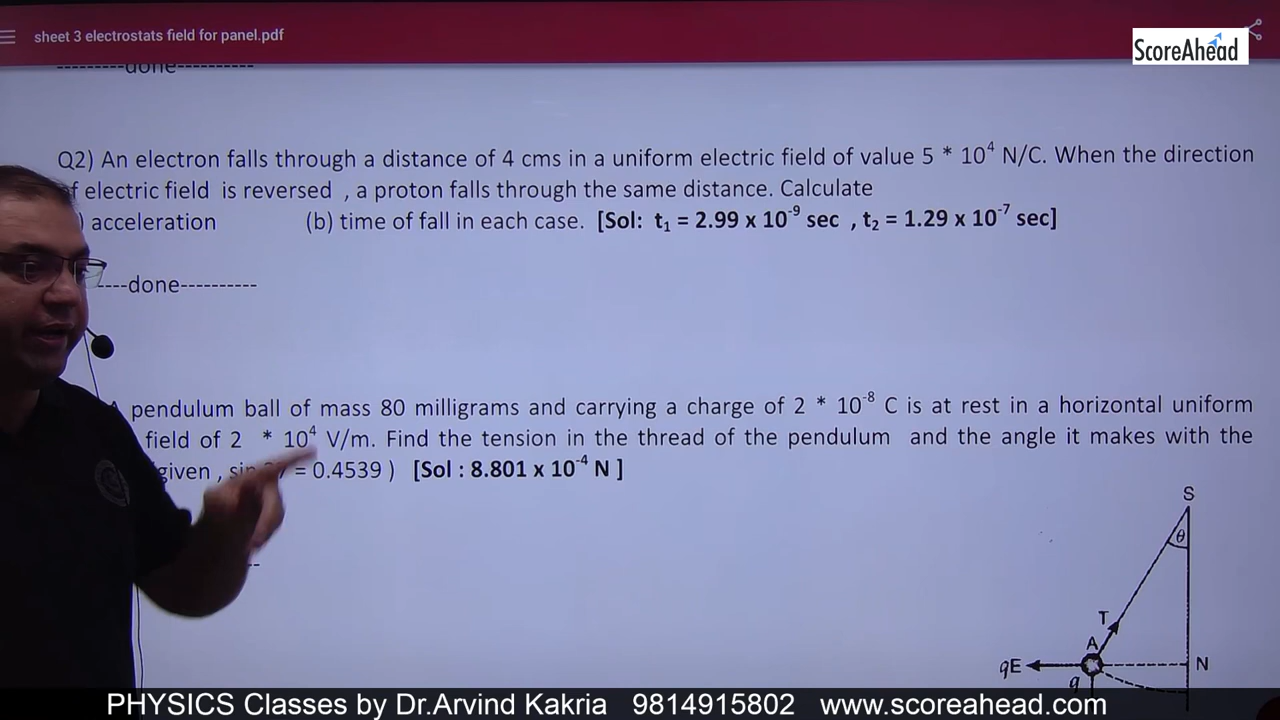 sheet 3 electrostats field for panel.pdf
ScoreAhead
---------done----------
Q2) An electron falls through a distance of 4 cms in a uniform electric field of value 5 * 10⁴ N/C. When the direction
of electric field is reversed , a proton falls through the same distance. Calculate
) acceleration (b) time of fall in each case. [Sol: t₁ = 2.99 x 10⁻⁹ sec , t₂ = 1.29 x 10⁻⁷ sec]
----done----------
A pendulum ball of mass 80 milligrams and carrying a charge of 2 * 10⁻⁸ C is at rest in a horizontal uniform
field of 2 * 10⁴ V/m. Find the tension in the thread of the pendulum and the angle it makes with the
given , = 0.4539 ) [Sol : 8.801 x 10⁻⁴ N ]
S
θ
T
A
qE
N
q
PHYSICS Classes by Dr.Arvind Kakria 9814915802 www.scoreahead.com